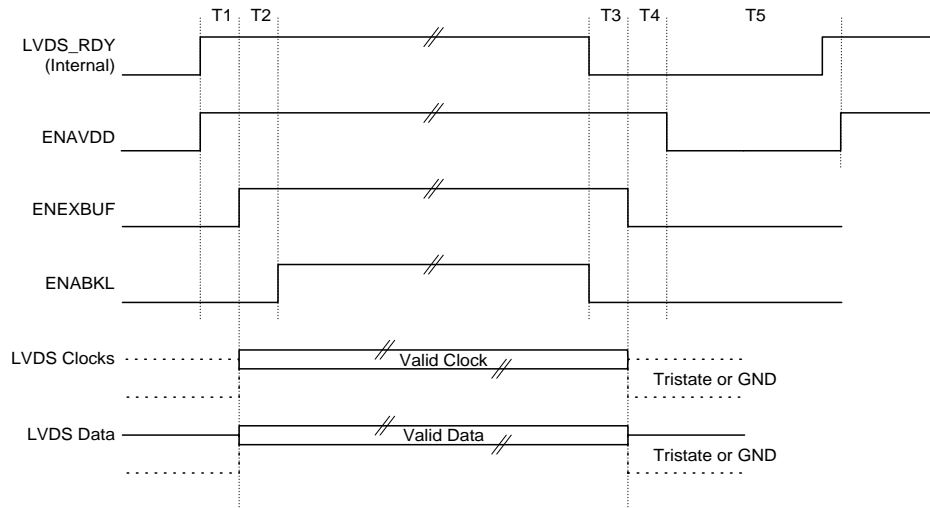 T1 T2 T3 T4 T5
LVDS_RDY
(Internal)
ENAVDD
ENEXBUF
ENABKL
LVDS Clocks
Valid Clock
Tristate or GND
LVDS Data
Valid Data
Tristate or GND